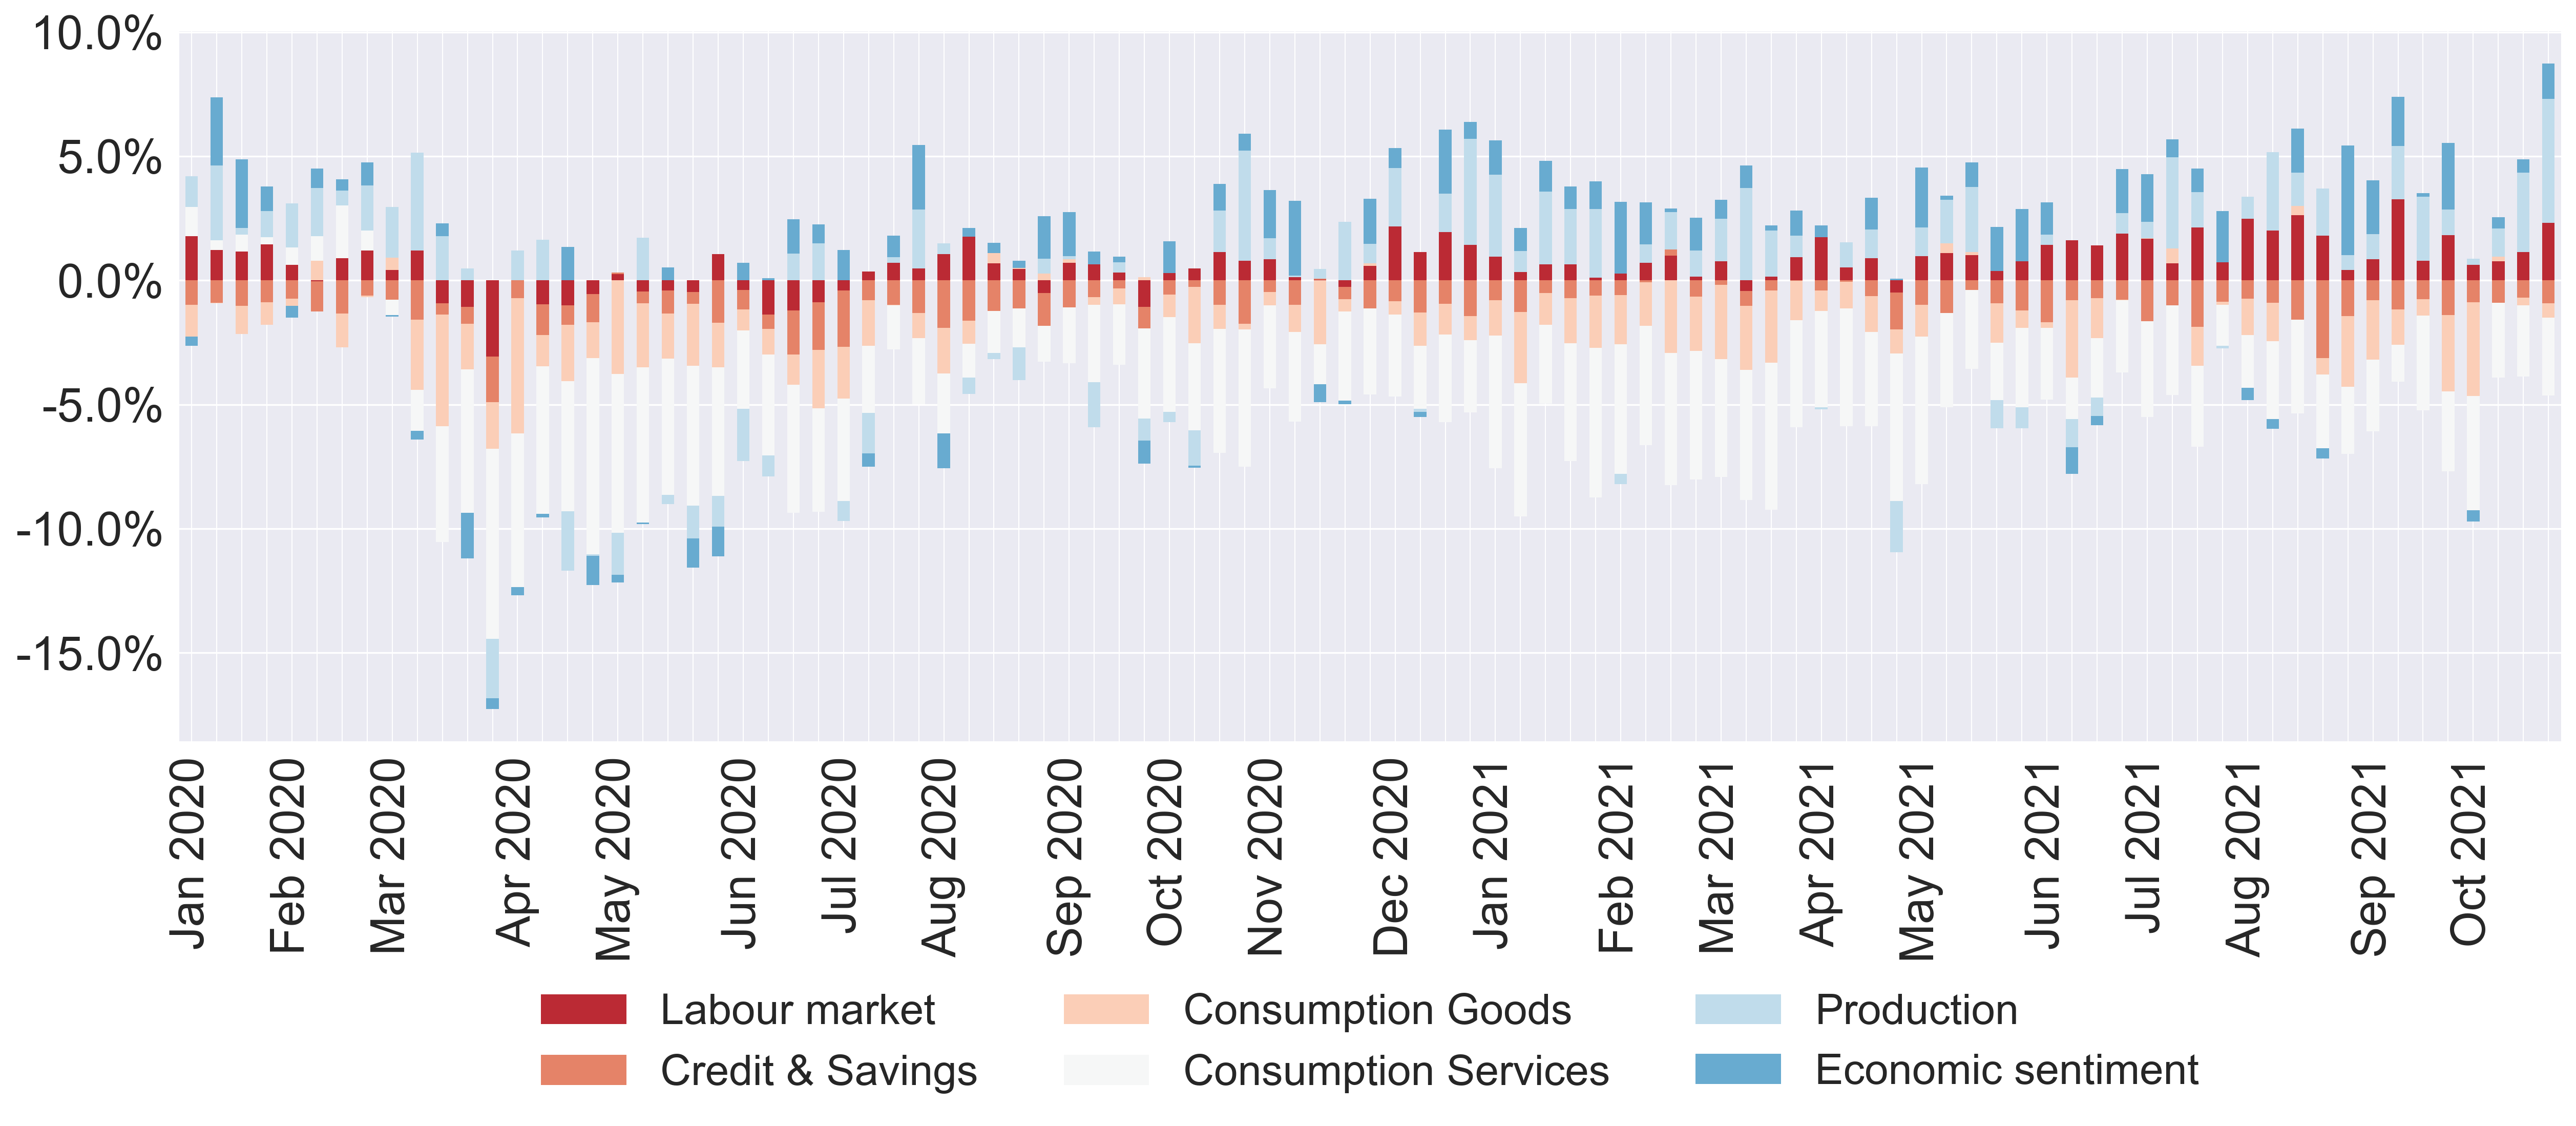 10.0%
5.0%
0.0%
-5.0%
-10.0%
-15.0%
Jan 2020
Feb 2020
Mar 2020
Apr 2020
May 2020
Jun 2020
Jul 2020
Aug 2020
Sep 2020
Oct 2020
Nov 2020
Dec 2020
Jan 2021
Feb 2021
Mar 2021
Apr 2021
May 2021
Jun 2021
Jul 2021
Aug 2021
Sep 2021
Oct 2021
Labour market
Consumption Goods
Production
Credit & Savings
Consumption Services
Economic sentiment